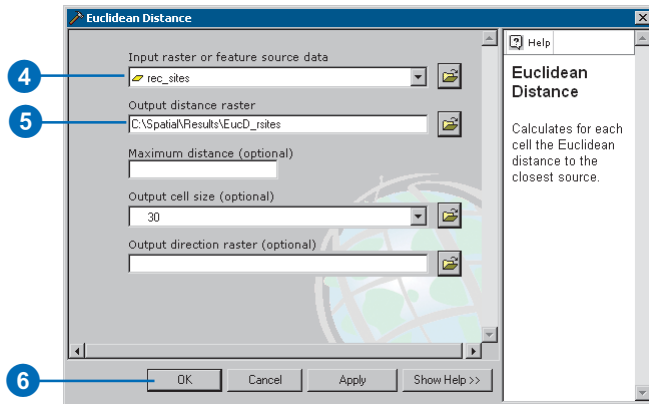 Euclidean Distance
Input raster or feature source data
4
rec_sites
Output distance raster
5
C:\Spatial\Results\EucD_rsites
Maximum distance (optional)
Output cell size (optional)
30
Output direction raster (optional)
6
OK
Cancel
Apply
Show Help >>
Help
Euclidean
Distance
Calculates for each
cell the Euclidean
distance to the
closest source.